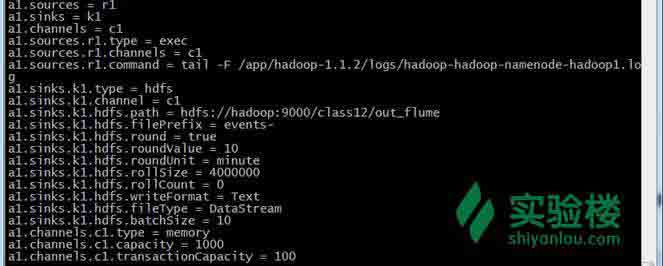 a1.sources = r1
a1.sinks = k1
a1.channels = c1
a1.sources.r1.type = exec
a1.sources.r1.channels = c1
a1.sources.r1.command = tail -F /app/hadoop-1.1.2/logs/hadoop-hadoop-namenode-hadoop1.lo
g
a1.sinks.k1.type = hdfs
a1.sinks.k1.channel = c1
a1.sinks.k1.hdfs.path = hdfs://hadoop:9000/class12/out_flume
a1.sinks.k1.hdfs.filePrefix = events-
a1.sinks.k1.hdfs.round = true
a1.sinks.k1.hdfs.roundValue = 10
a1.sinks.k1.hdfs.roundUnit = minute
a1.sinks.k1.hdfs.rollSize = 4000000
a1.sinks.k1.hdfs.rollCount = 0
a1.sinks.k1.hdfs.writeFormat = Text
a1.sinks.k1.hdfs.fileType = DataStream
a1.sinks.k1.hdfs.batchSize = 10
a1.channels.c1.type = memory
a1.channels.c1.capacity = 1000
a1.channels.c1.transactionCapacity = 100
实验楼
shiyanlou.com